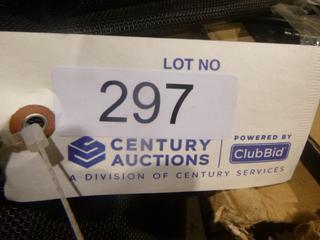 LOT NO
297
CENTURY
AUCTIONS
POWERED BY
ClubBid
A DIVISION OF CENTURY SERVICES